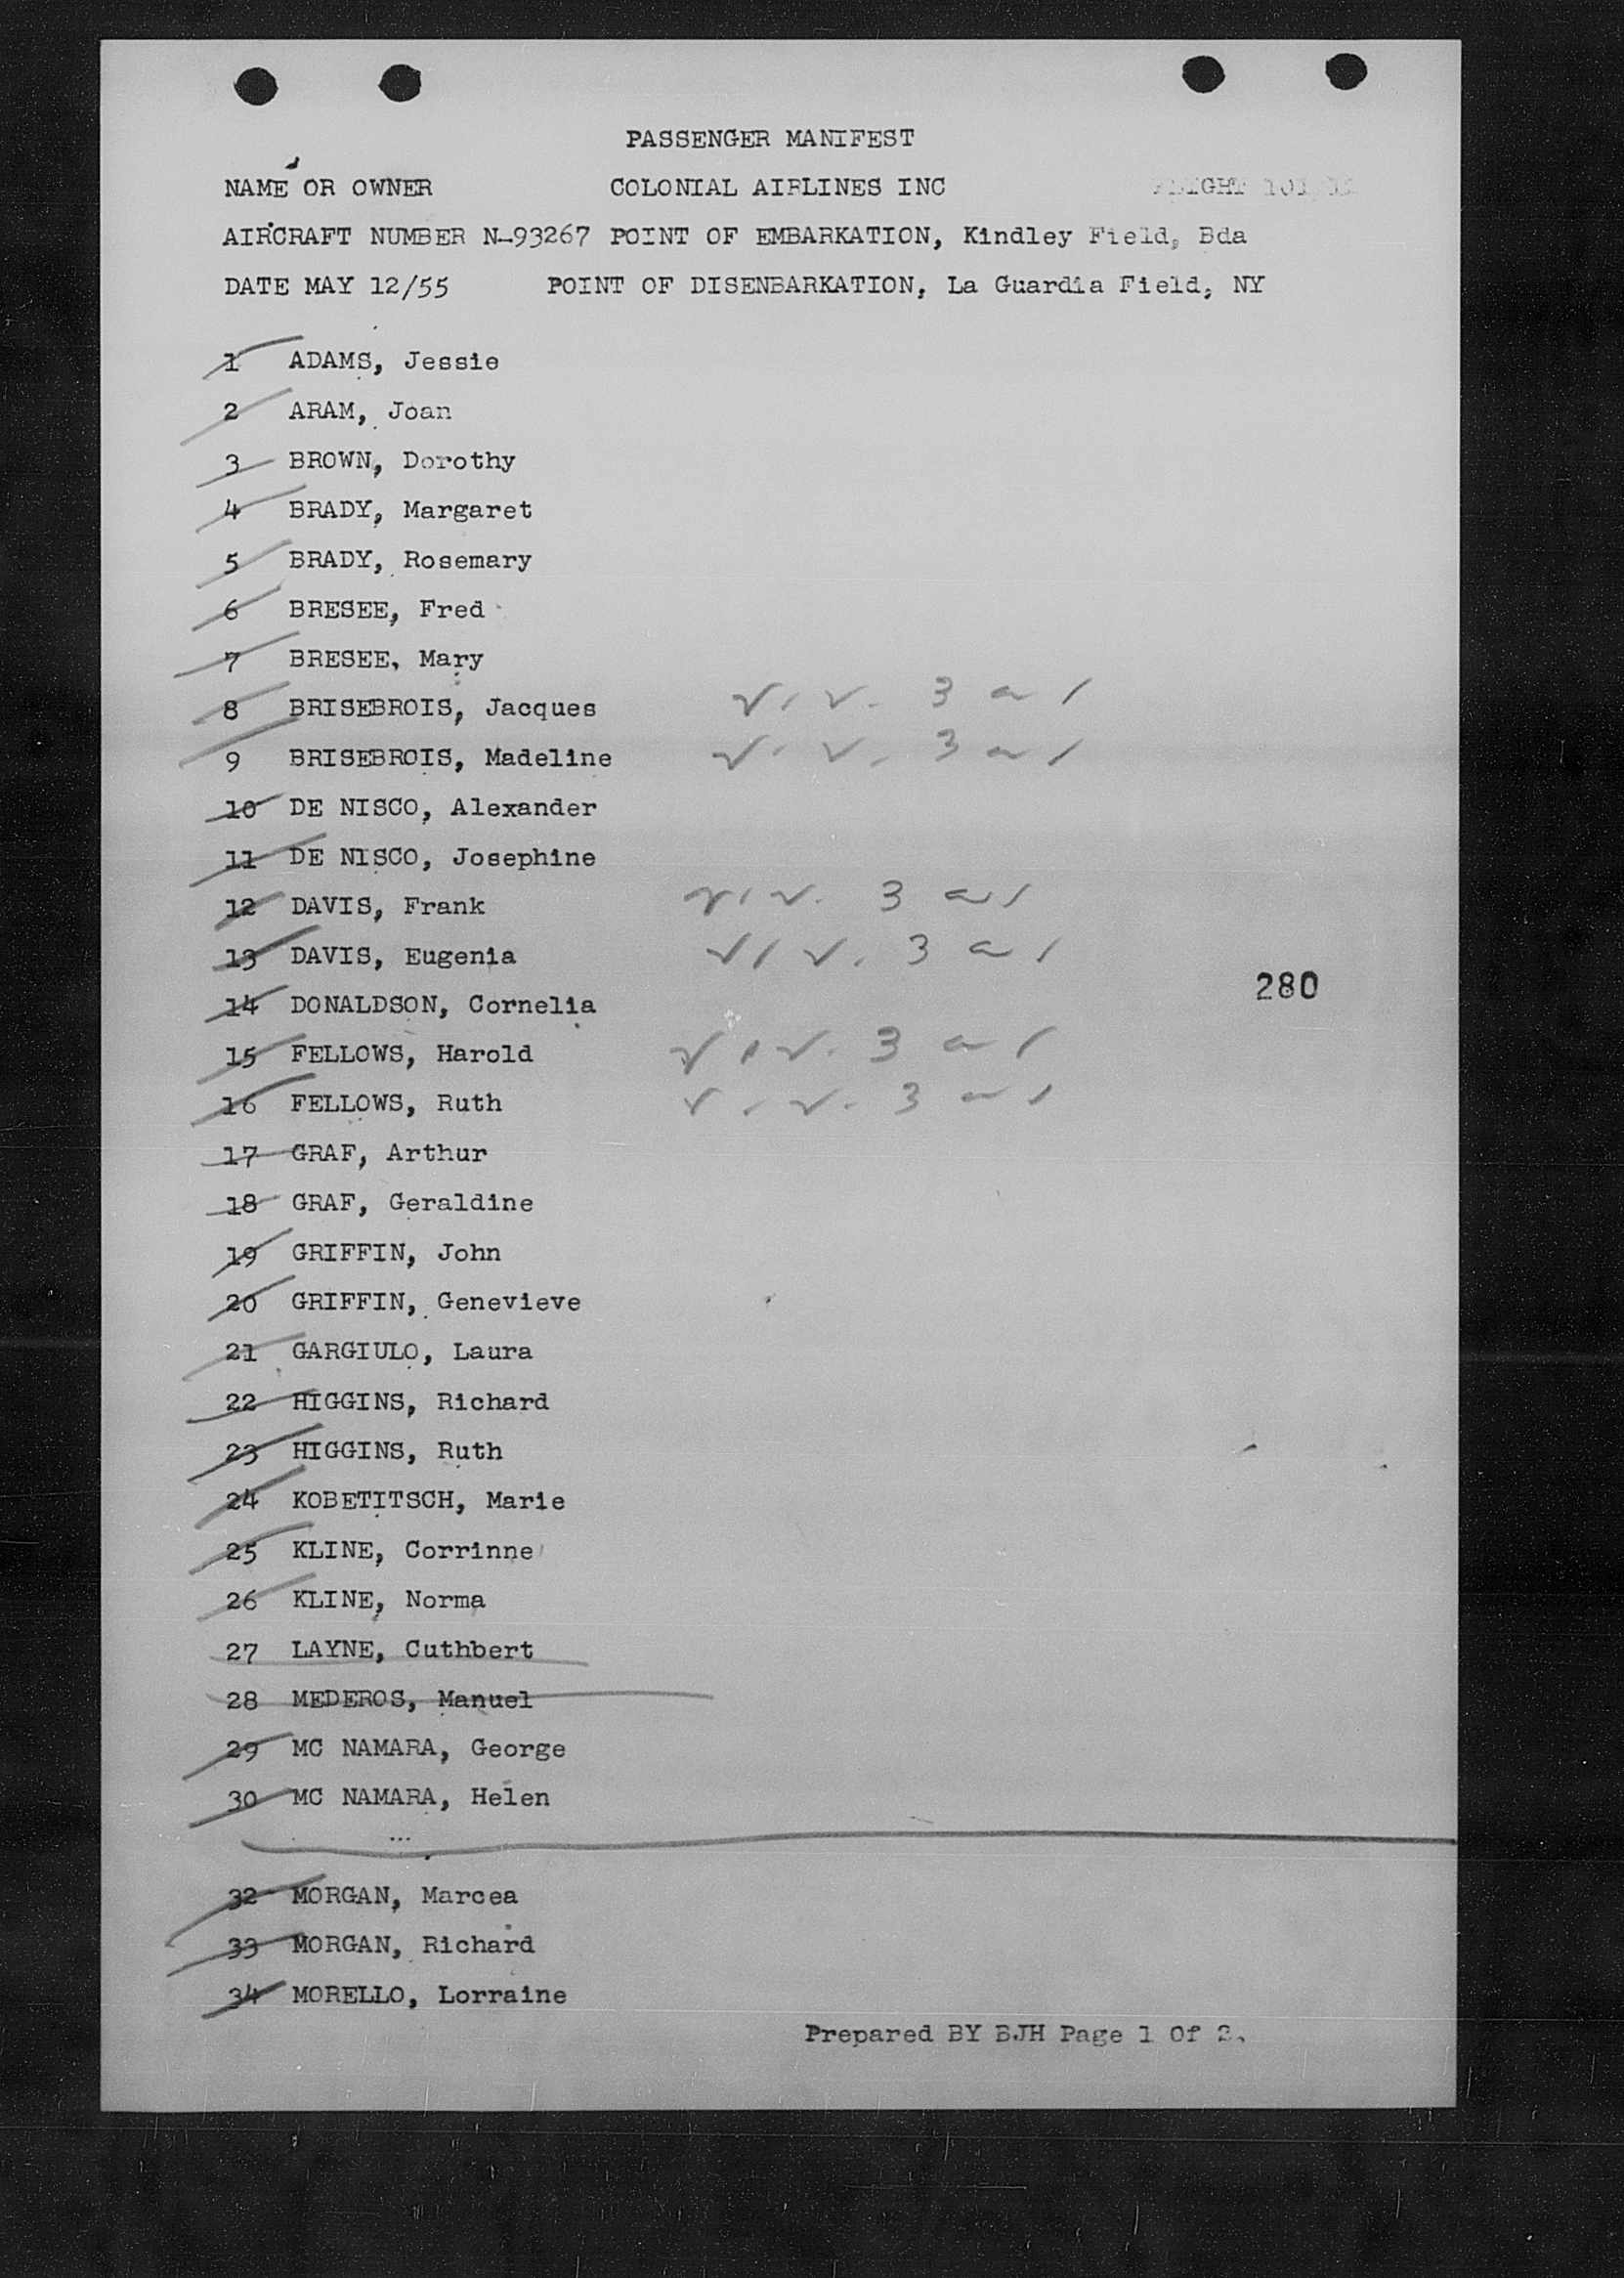 PASSENGER MANIFEST
NAME OR OWNER COLONIAL AIRLINES INC FLIGHT
AIRCRAFT NUMBER N-93267 POINT OF EMBARKATION, Kindley Field, Bda
DATE MAY 12/55 POINT OF DISENBARKATION, La Guardia Field, NY
1 ADAMS, Jessie
2 ARAM, Joan
3 BROWN, Dorothy
4 BRADY, Margaret
5 BRADY, Rosemary
6 BRESEE, Fred
7 BRESEE, Mary
8 BRISEBROIS, Jacques
9 BRISEBROIS, Madeline
10 DE NISCO, Alexander
11 DE NISCO, Josephine
12 DAVIS, Frank
13 DAVIS, Eugenia
280
14 DONALDSON, Cornelia
15 FELLOWS, Harold
16 FELLOWS, Ruth
17 GRAF, Arthur
18 GRAF, Geraldine
19 GRIFFIN, John
20 GRIFFIN, Genevieve
21 GARGIULO, Laura
22 HIGGINS, Richard
23 HIGGINS, Ruth
24 KOBETITSCH, Marie
25 KLINE, Corrinne
26 KLINE, Norma
27 LAYNE, Cuthbert
28 MEDEROS, Manuel
29 MC NAMARA, George
30 MC NAMARA, Helen
32 MORGAN, Marcea
33 MORGAN, Richard
34 MORELLO, Lorraine
Prepared BY BJH Page 1 Of 2.